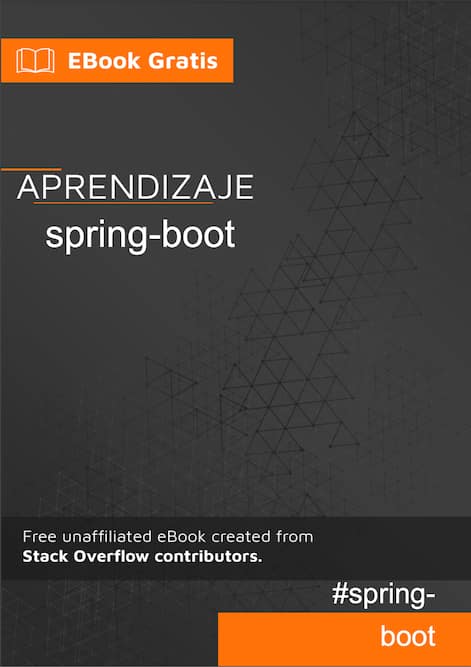 EBook Gratis
APRENDIZAJE
spring-boot
Free unaffiliated eBook created from
Stack Overflow contributors.
#spring-
boot